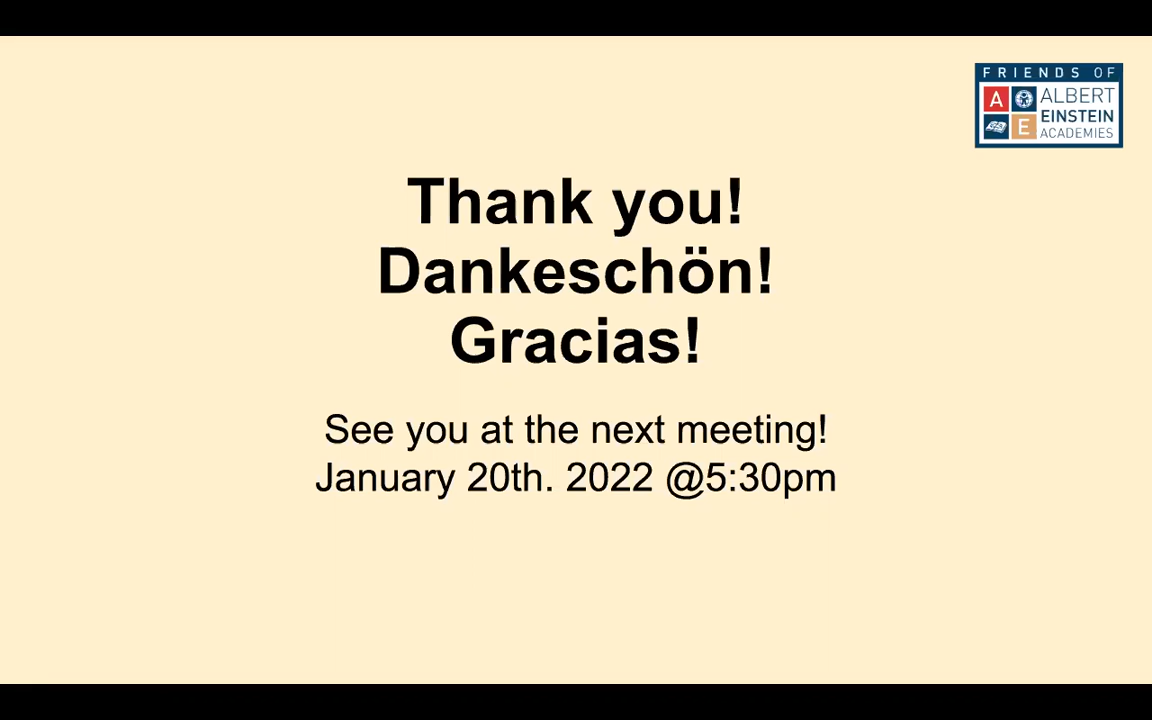 FRIENDS OF
A ALBERT
EINSTEIN
E ACADEMIES
Thank you!
Dankeschön!
Gracias!
See you at the next meeting!
January 20th. 2022 @5:30pm